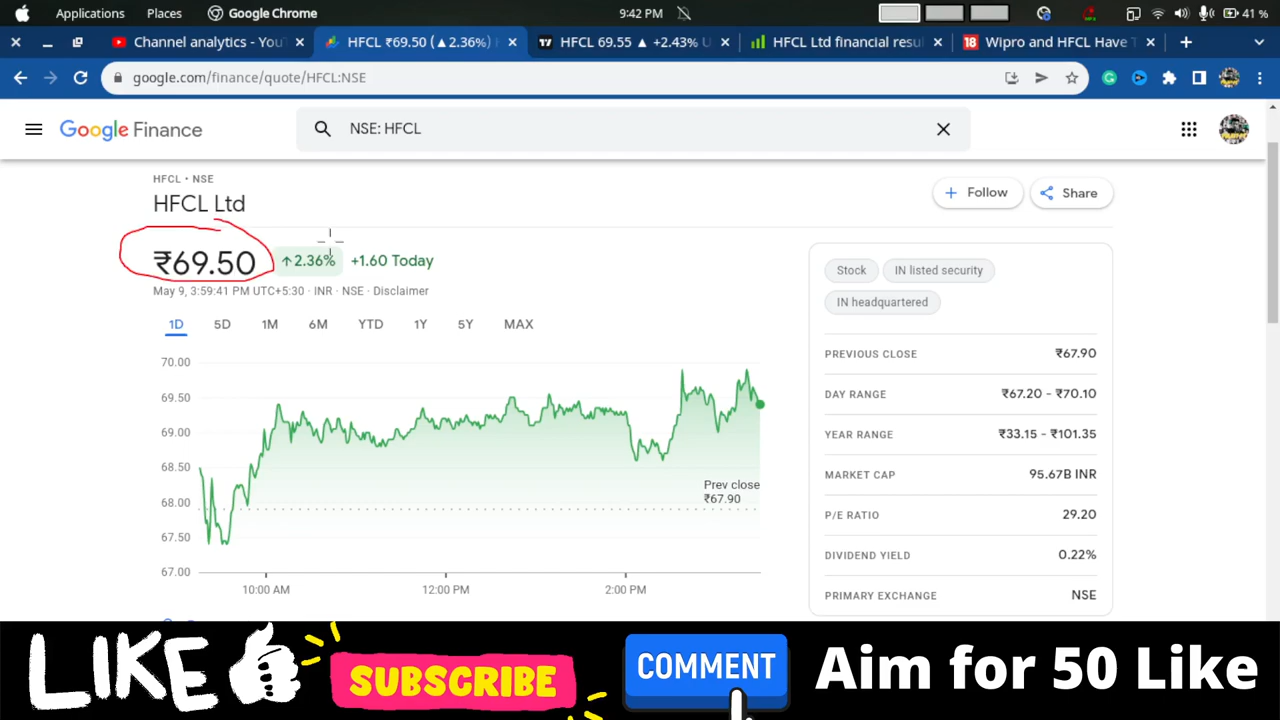 Applications Places Google Chrome 9:42 PM 41 %
Channel analytics - You HFCL ₹69.50 (▲2.36%) HFCL 69.55 ▲ +2.43% U HFCL Ltd financial resu 18 Wipro and HFCL Have T
google.com/finance/quote/HFCL:NSE
Google Finance NSE: HFCL
HFCL • NSE
HFCL Ltd
+ Follow Share
₹69.50 ↑2.36% +1.60 Today
May 9, 3:59:41 PM UTC+5:30 · INR · NSE · Disclaimer
1D 5D 1M 6M YTD 1Y 5Y MAX
70.00
69.50
69.00
68.50
68.00
67.50
67.00
Prev close
₹67.90
10:00 AM 12:00 PM 2:00 PM
Stock IN listed security
IN headquartered
PREVIOUS CLOSE ₹67.90
DAY RANGE ₹67.20 - ₹70.10
YEAR RANGE ₹33.15 - ₹101.35
MARKET CAP 95.67B INR
P/E RATIO 29.20
DIVIDEND YIELD 0.22%
PRIMARY EXCHANGE NSE
LIKE SUBSCRIBE COMMENT Aim for 50 Like